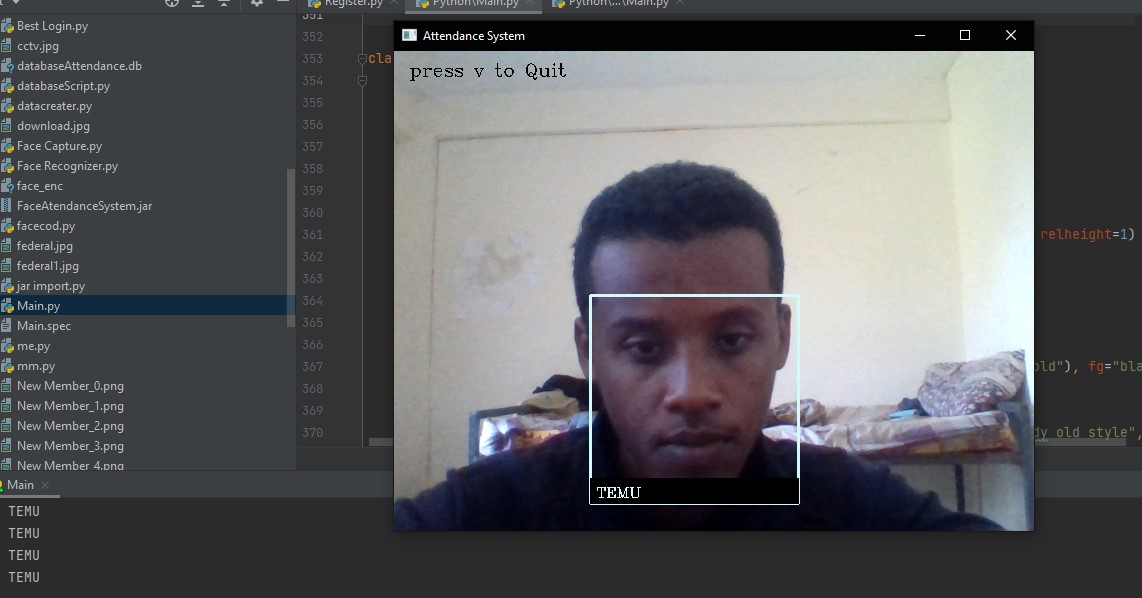 Register.py
Python\Main.py
Python\...\Main.py
Best Login.py
cctv.jpg
databaseAttendance.db
databaseScript.py
datacreater.py
download.jpg
Face Capture.py
Face Recognizer.py
face_enc
FaceAtendanceSystem.jar
facecod.py
federal.jpg
federal1.jpg
jar import.py
Main.py
Main.spec
me.py
mm.py
New Member_0.png
New Member_1.png
New Member_2.png
New Member_3.png
New Member_4.png
351
352
353 cla
354
355
356
357
358
359
360
361 relheight=1)
362
363
364
365
366
367 old"), fg="bla
368
369
370 dy old style",
Attendance System
press v to Quit
TEMU
Main
TEMU
TEMU
TEMU
TEMU